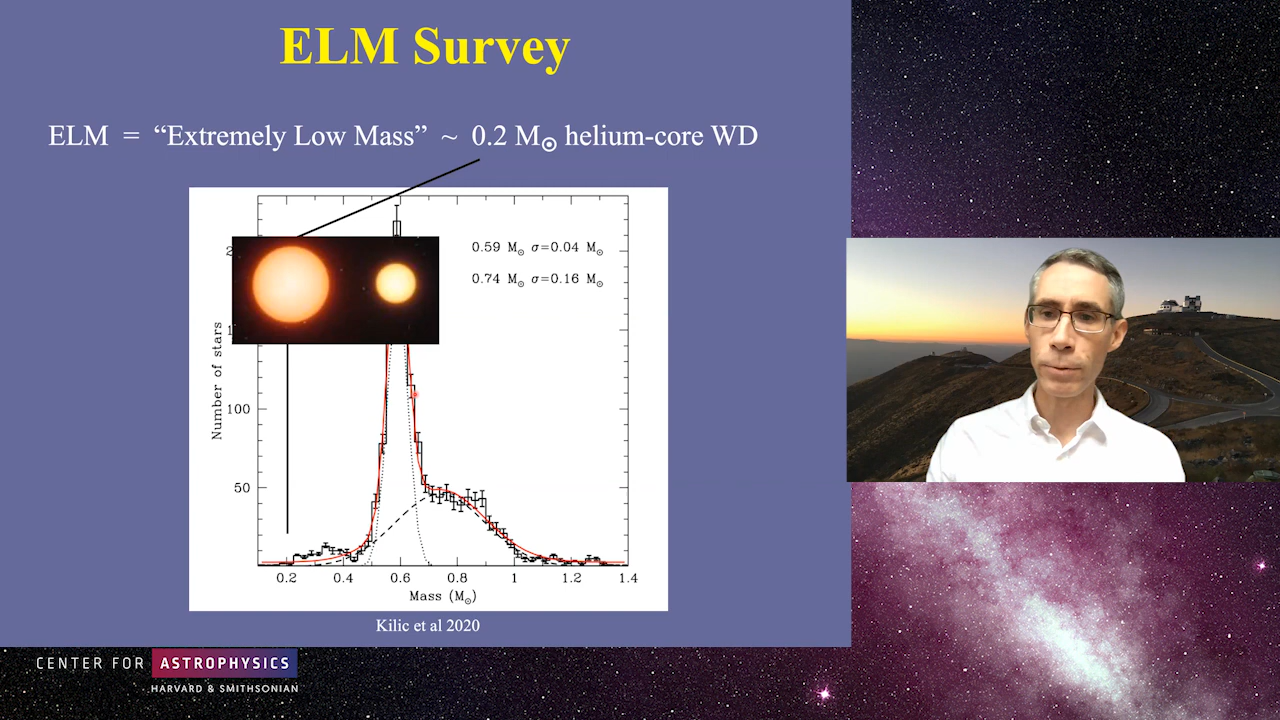 ELM Survey
ELM = “Extremely Low Mass” ~ 0.2 M☉ helium-core WD
0.59 M☉ σ=0.04 M☉
0.74 M☉ σ=0.16 M☉
Number of stars
100
50
0.2 0.4 0.6 0.8 1 1.2 1.4
Mass (M☉)
Kilic et al 2020
CENTER FOR ASTROPHYSICS
HARVARD & SMITHSONIAN